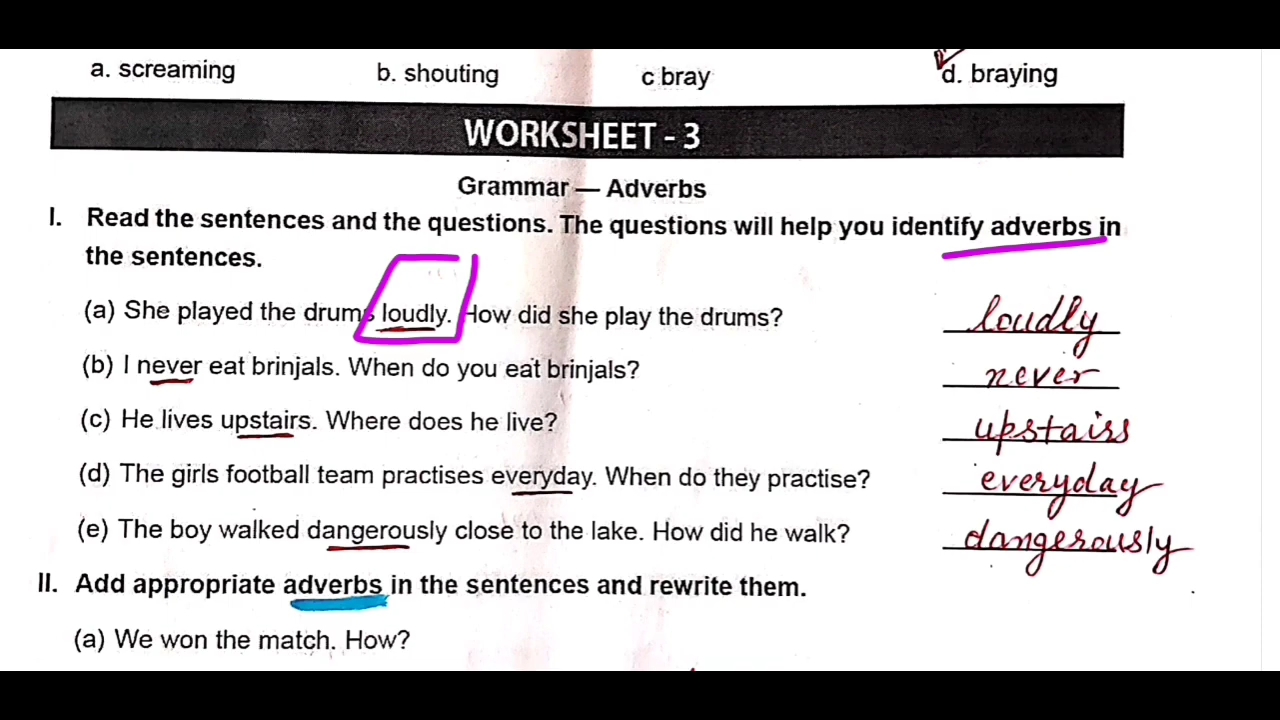 a. screaming b. shouting c bray d. braying
WORKSHEET - 3
Grammar — Adverbs
I. Read the sentences and the questions. The questions will help you identify adverbs in
the sentences.
(a) She played the drums loudly. How did she play the drums? loudly
(b) I never eat brinjals. When do you eat brinjals? never
(c) He lives upstairs. Where does he live? upstairs
(d) The girls football team practises everyday. When do they practise? everyday
(e) The boy walked dangerously close to the lake. How did he walk? dangerously
II. Add appropriate adverbs in the sentences and rewrite them.
(a) We won the match. How?